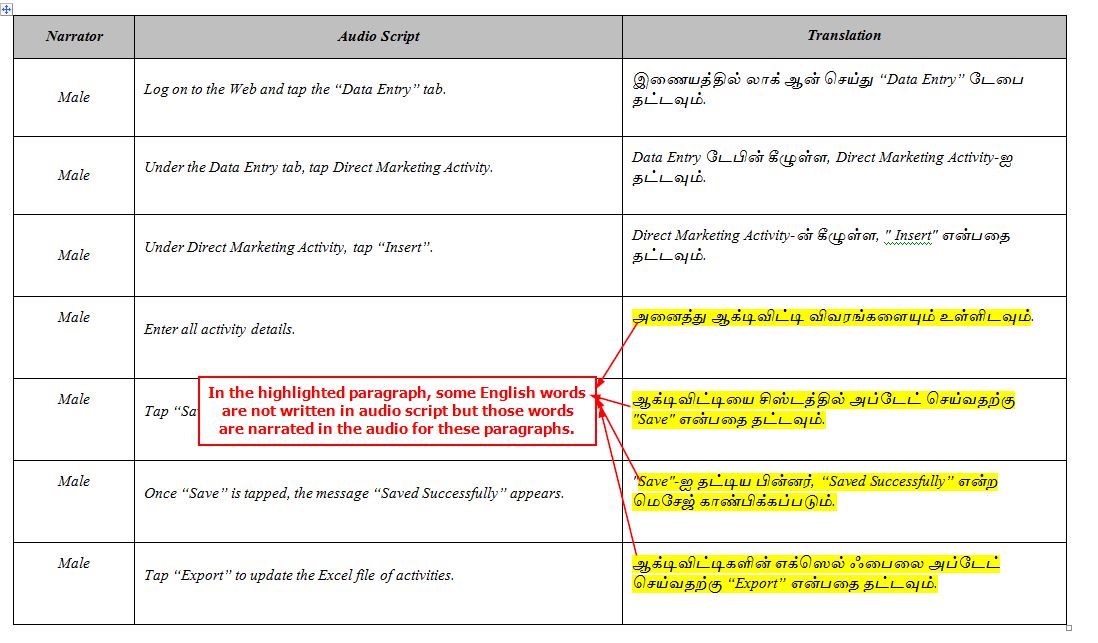 Narrator
Audio Script
Translation
Male
Log on to the Web and tap the “Data Entry” tab.
இணையத்தில் லாக் ஆன் செய்து “Data Entry” டேபை
தட்டவும்.
Male
Under the Data Entry tab, tap Direct Marketing Activity.
Data Entry டேபின் கீழுள்ள, Direct Marketing Activity-ஐ
தட்டவும்.
Male
Under Direct Marketing Activity, tap “Insert”.
Direct Marketing Activity-ன் கீழுள்ள, " Insert" என்பதை
தட்டவும்.
Male
Enter all activity details.
அனைத்து ஆக்டிவிட்டி விவரங்களையும் உள்ளிடவும்.
In the highlighted paragraph, some English words
are not written in audio script but those words
are narrated in the audio for these paragraphs.
Male
Tap “Sa
ஆக்டிவிட்டியை சிஸ்டத்தில் அப்டேட் செய்வதற்கு
"Save" என்பதை தட்டவும்.
Male
Once “Save” is tapped, the message “Saved Successfully” appears.
"Save"-ஐ தட்டிய பின்னர், “Saved Successfully” என்ற
மெசேஜ் காண்பிக்கப்படும்.
Male
Tap “Export” to update the Excel file of activities.
ஆக்டிவிட்டிகளின் எக்ஸெல் ஃபைலை அப்டேட்
செய்வதற்கு “Export” என்பதை தட்டவும்.